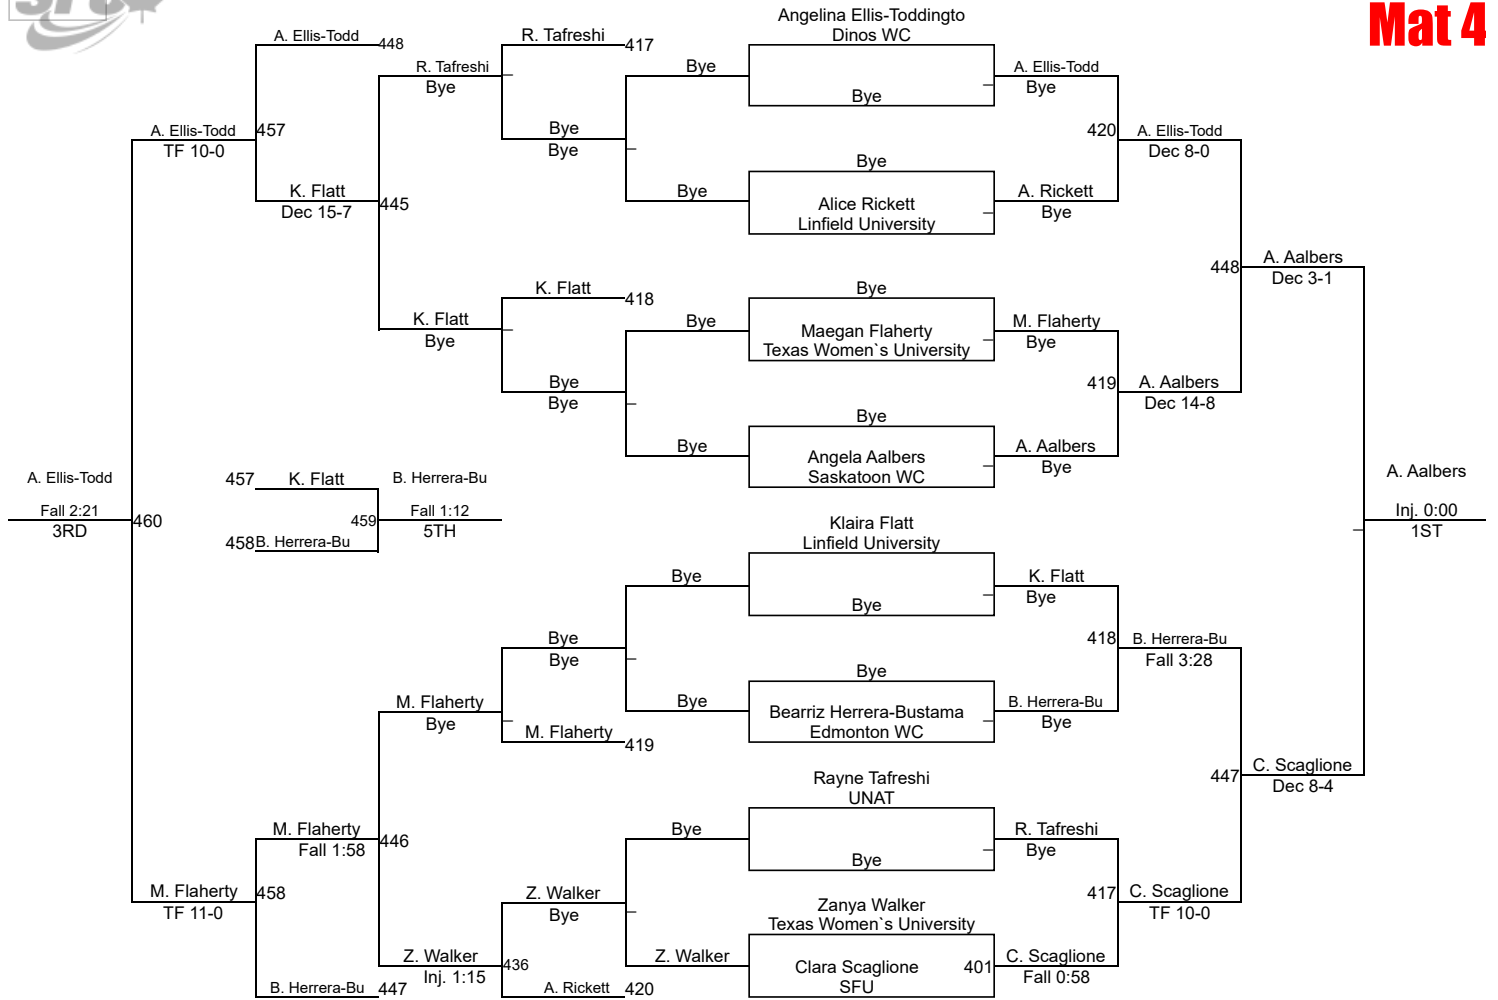 SFU
Mat 4
Angelina Ellis-Toddingto
Dinos WC
A. Ellis-Todd
448
R. Tafreshi
417
R. Tafreshi
Bye
Bye
Bye
A. Ellis-Todd
Bye
A. Ellis-Todd
TF 10-0
457
Bye
Bye
420
A. Ellis-Todd
Dec 8-0
K. Flatt
Dec 15-7
445
Bye
Bye
Alice Rickett
Linfield University
A. Rickett
Bye
K. Flatt
418
K. Flatt
Bye
Bye
Bye
Maegan Flaherty
Texas Women`s University
M. Flaherty
Bye
448
A. Aalbers
Dec 3-1
Bye
Bye
419
A. Aalbers
Dec 14-8
Bye
Bye
Angela Aalbers
Saskatoon WC
A. Aalbers
Bye
A. Ellis-Todd
Fall 2:21
3RD
460
457
K. Flatt
458
B. Herrera-Bu
459
B. Herrera-Bu
Fall 1:12
5TH
A. Aalbers
Inj. 0:00
1ST
Klaira Flatt
Linfield University
Bye
Bye
K. Flatt
Bye
Bye
Bye
418
B. Herrera-Bu
Fall 3:28
M. Flaherty
Bye
M. Flaherty
419
Bye
Bye
Bearriz Herrera-Bustama
Edmonton WC
B. Herrera-Bu
Bye
447
C. Scaglione
Dec 8-4
Rayne Tafreshi
UNAT
M. Flaherty
Fall 1:58
446
Bye
Bye
R. Tafreshi
Bye
M. Flaherty
TF 11-0
458
Z. Walker
Bye
417
C. Scaglione
TF 10-0
Zanya Walker
Texas Women`s University
Z. Walker
Inj. 1:15
436
Z. Walker
Clara Scaglione
SFU
401
C. Scaglione
Fall 0:58
B. Herrera-Bu
447
A. Rickett
420